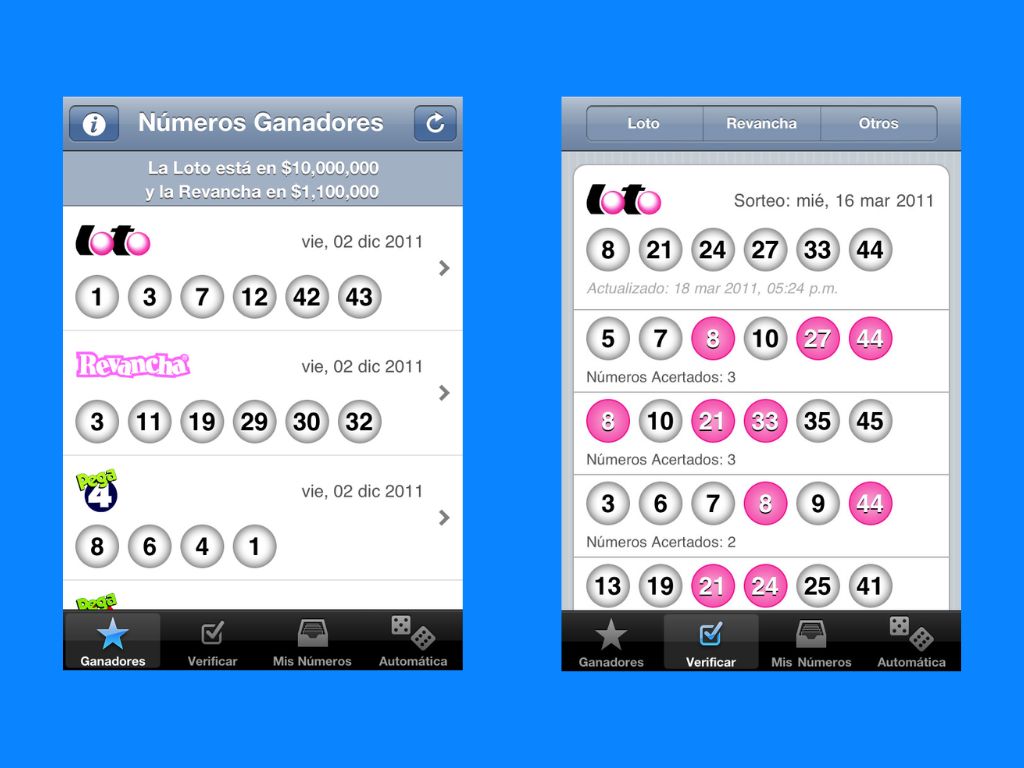 Números Ganadores
La Loto está en $10,000,000
y la Revancha en $1,100,000
loto
vie, 02 dic 2011
1 3 7 12 42 43
Revancha
vie, 02 dic 2011
3 11 19 29 30 32
Pega 4
vie, 02 dic 2011
8 6 4 1
Pega
Ganadores Verificar Mis Números Automática
Loto Revancha Otros
loto
Sorteo: mié, 16 mar 2011
8 21 24 27 33 44
Actualizado: 18 mar 2011, 05:24 p.m.
5 7 8 10 27 44
Números Acertados: 3
8 10 21 33 35 45
Números Acertados: 3
3 6 7 8 9 44
Números Acertados: 2
13 19 21 24 25 41
Ganadores Verificar Mis Números Automática